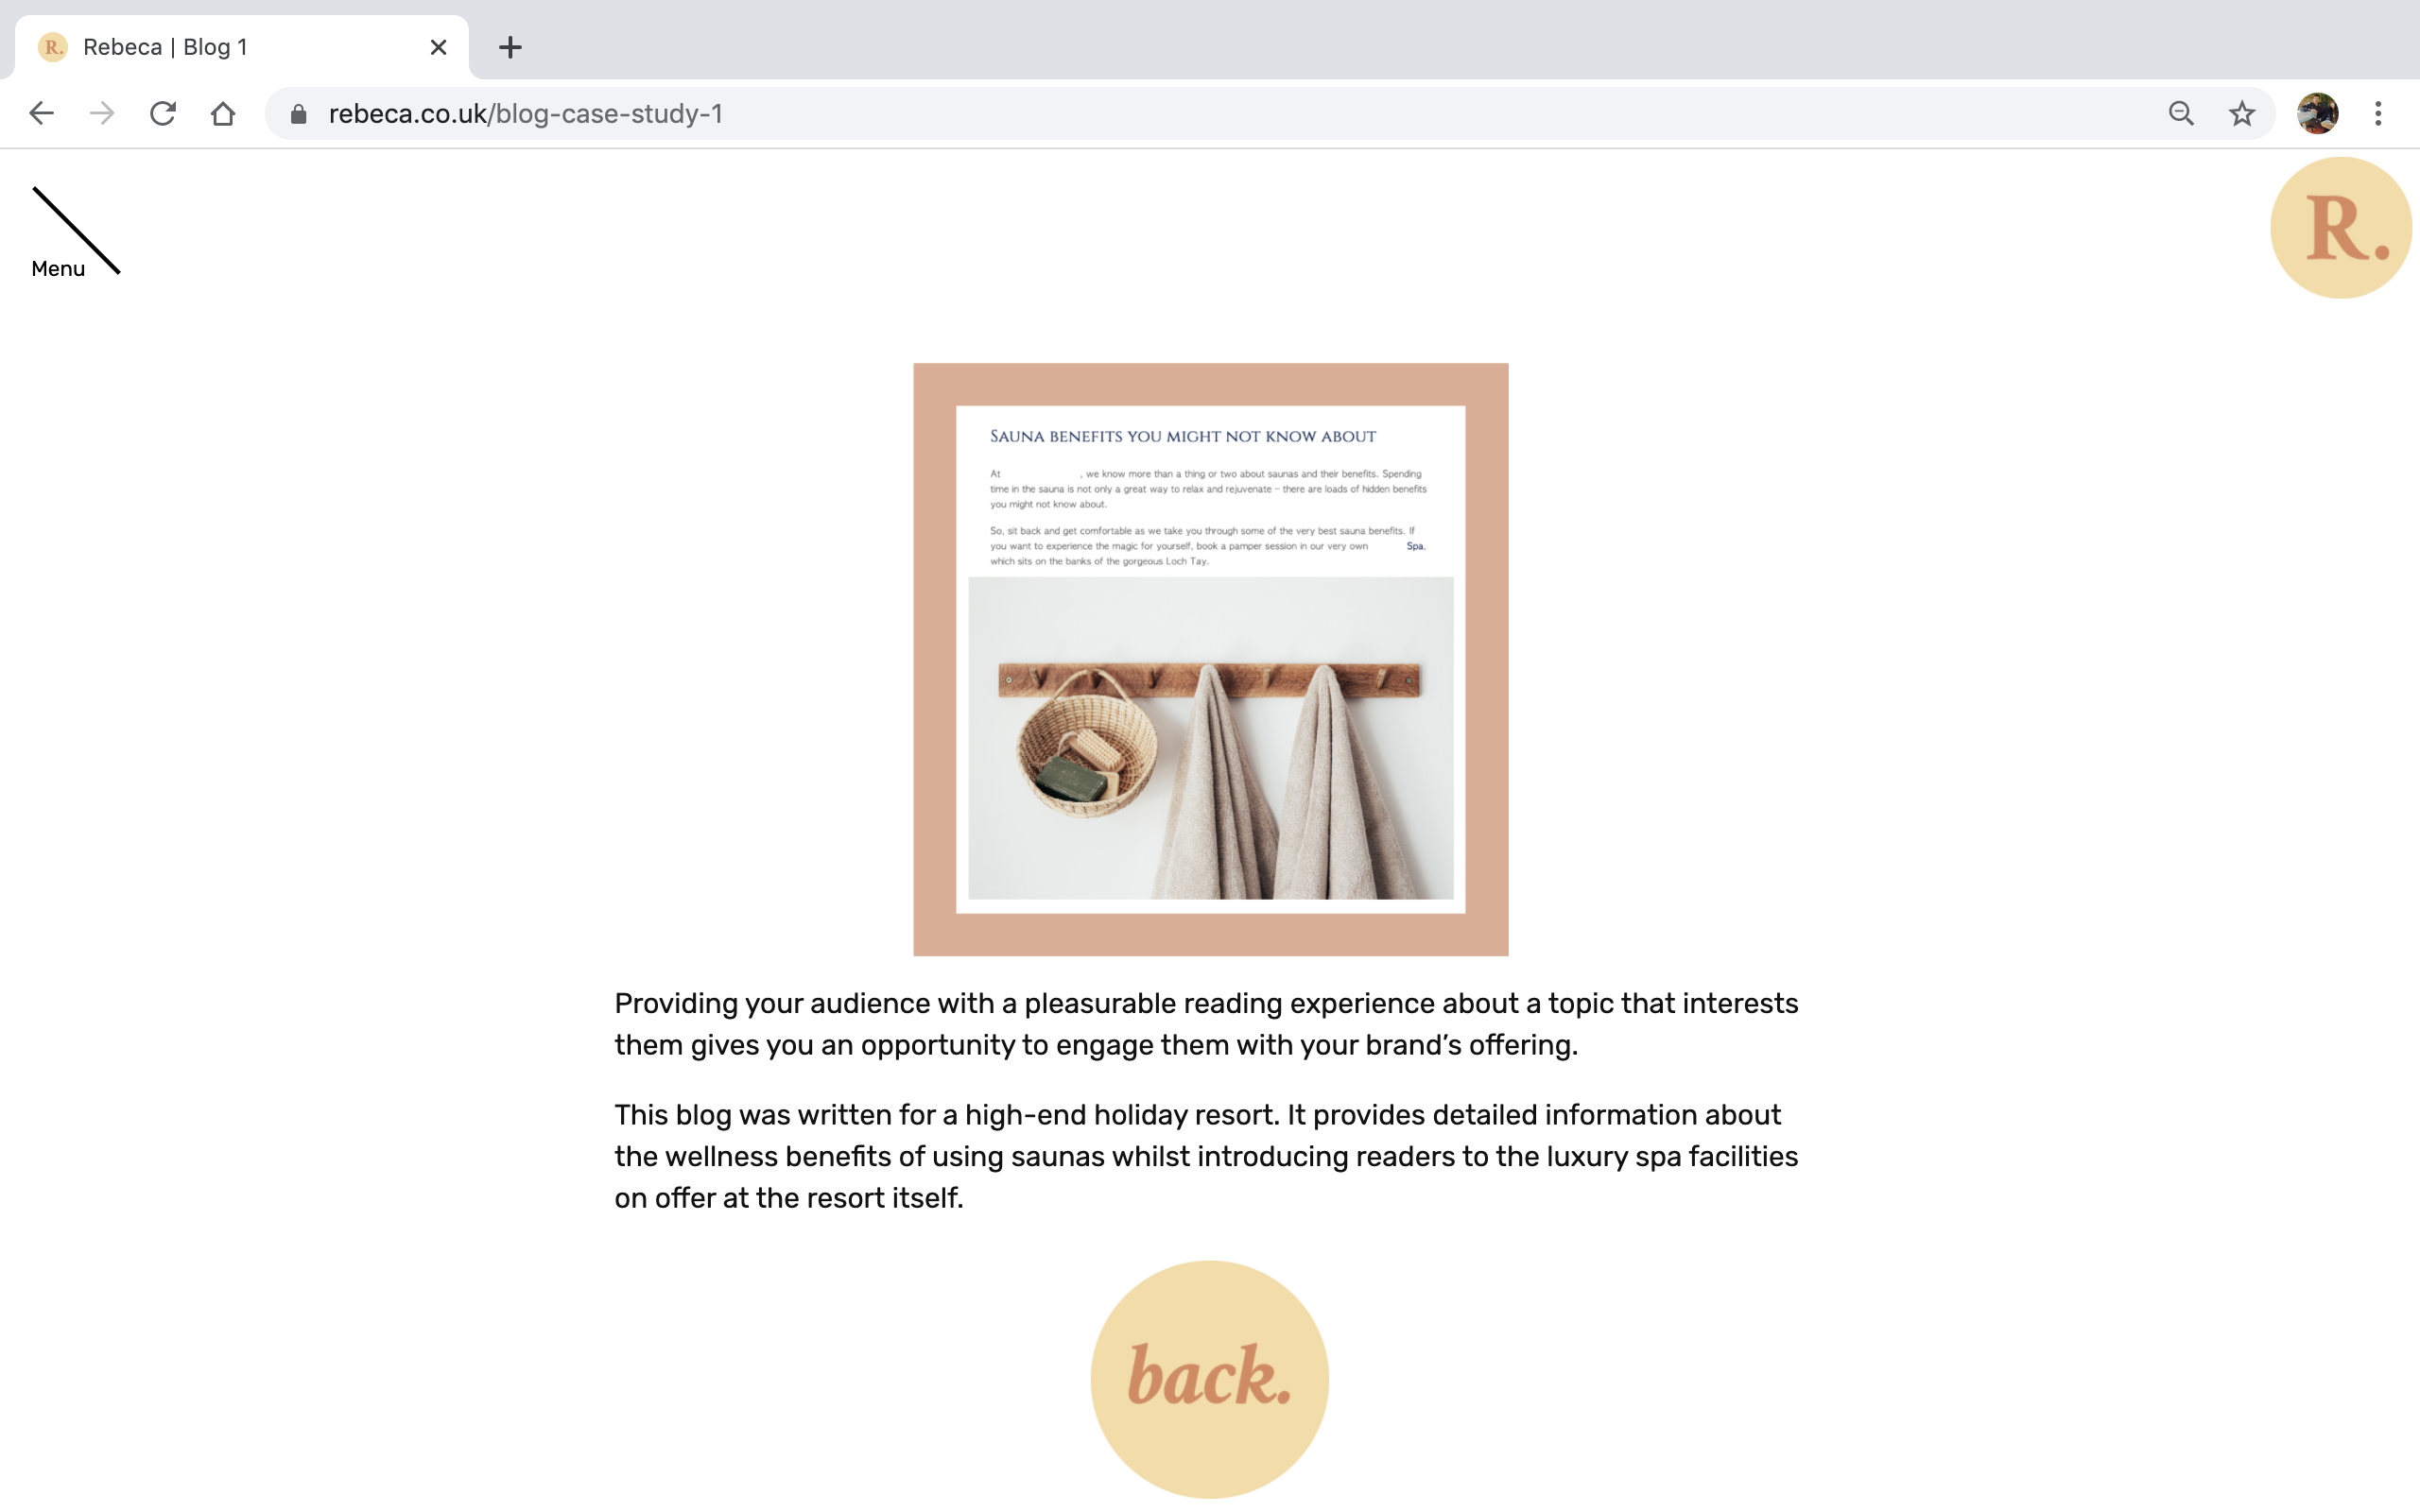 R. Rebeca | Blog 1
rebeca.co.uk/blog-case-study-1
R.
Menu
SAUNA BENEFITS YOU MIGHT NOT KNOW ABOUT
At , we know more than a thing or two about saunas and their benefits. Spending
time in the sauna is not only a great way to relax and rejuvenate – there are loads of hidden benefits
you might not know about.
So, sit back and get comfortable as we take you through some of the very best sauna benefits. If
you want to experience the magic for yourself, book a pamper session in our very own Spa,
which sits on the banks of the gorgeous Loch Tay.
Providing your audience with a pleasurable reading experience about a topic that interests
them gives you an opportunity to engage them with your brand’s offering.
This blog was written for a high-end holiday resort. It provides detailed information about
the wellness benefits of using saunas whilst introducing readers to the luxury spa facilities
on offer at the resort itself.
back.